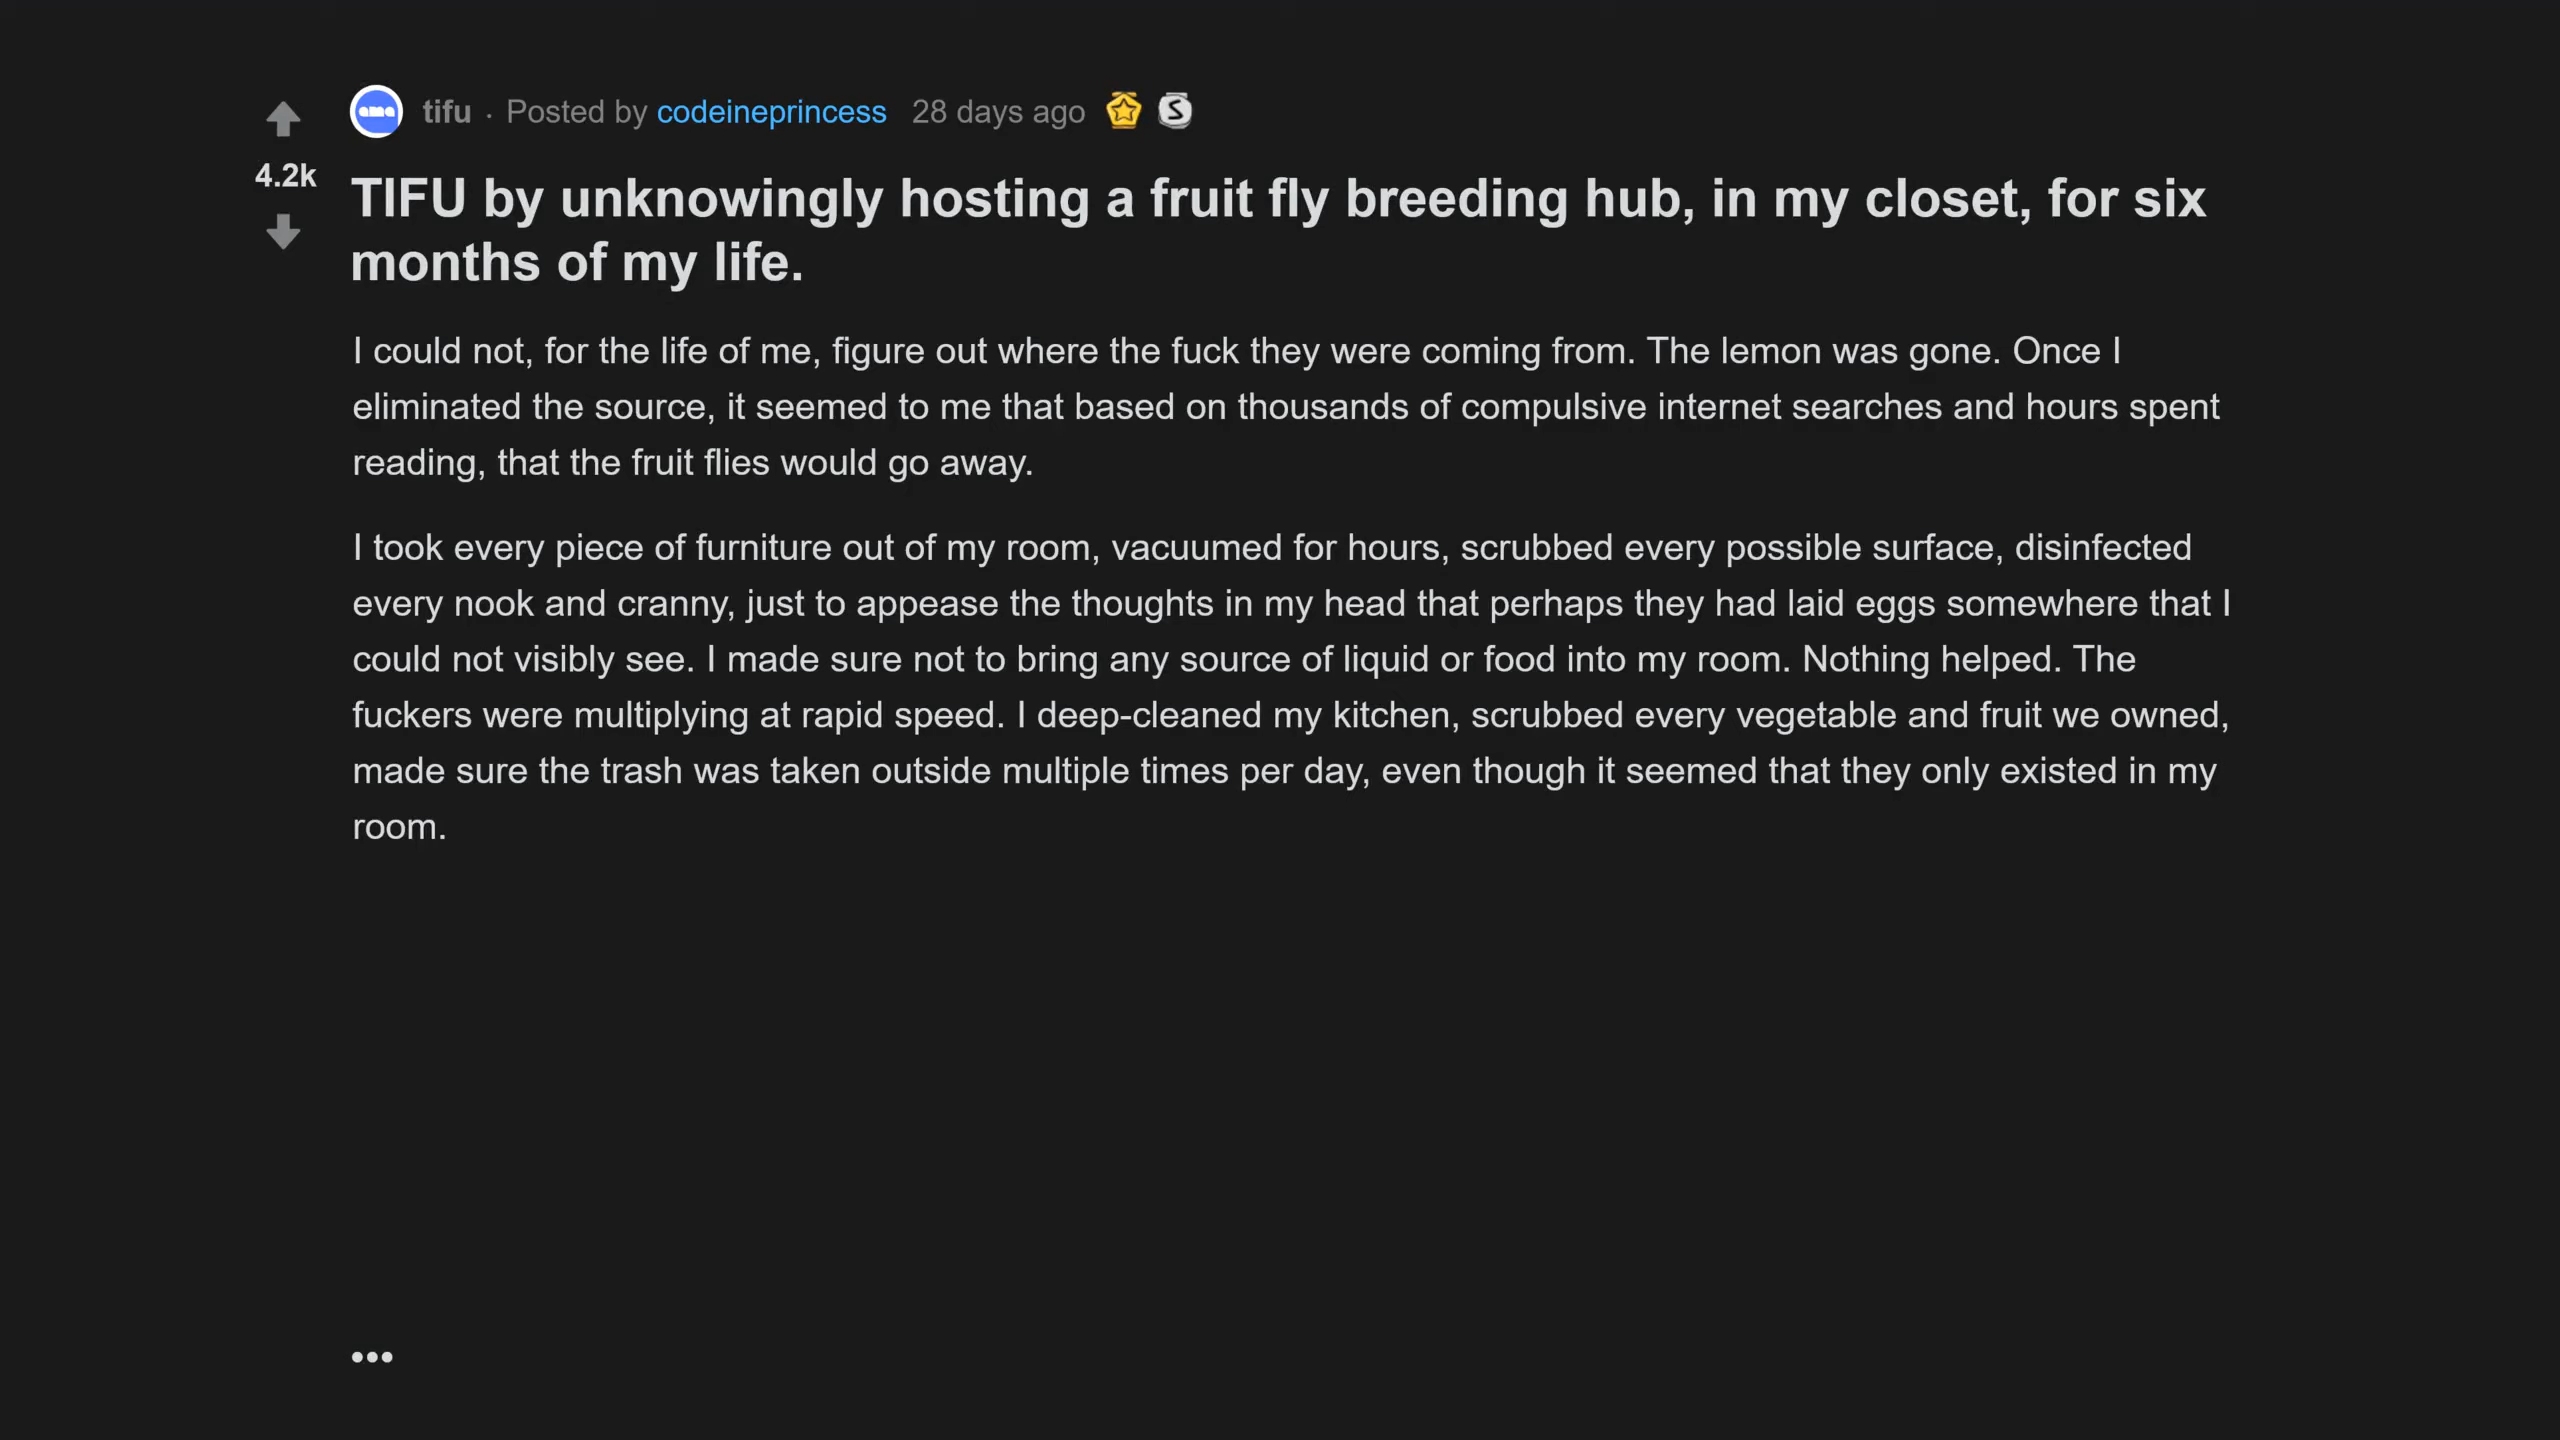 tifu · Posted by codeineprincess 28 days ago
4.2k
TIFU by unknowingly hosting a fruit fly breeding hub, in my closet, for six
months of my life.
I could not, for the life of me, figure out where the fuck they were coming from. The lemon was gone. Once I
eliminated the source, it seemed to me that based on thousands of compulsive internet searches and hours spent
reading, that the fruit flies would go away.
I took every piece of furniture out of my room, vacuumed for hours, scrubbed every possible surface, disinfected
every nook and cranny, just to appease the thoughts in my head that perhaps they had laid eggs somewhere that I
could not visibly see. I made sure not to bring any source of liquid or food into my room. Nothing helped. The
fuckers were multiplying at rapid speed. I deep-cleaned my kitchen, scrubbed every vegetable and fruit we owned,
made sure the trash was taken outside multiple times per day, even though it seemed that they only existed in my
room.
•••